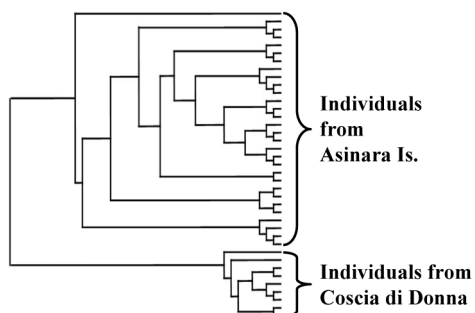 Individuals
from
Asinara Is.
Individuals from
Coscia di Donna